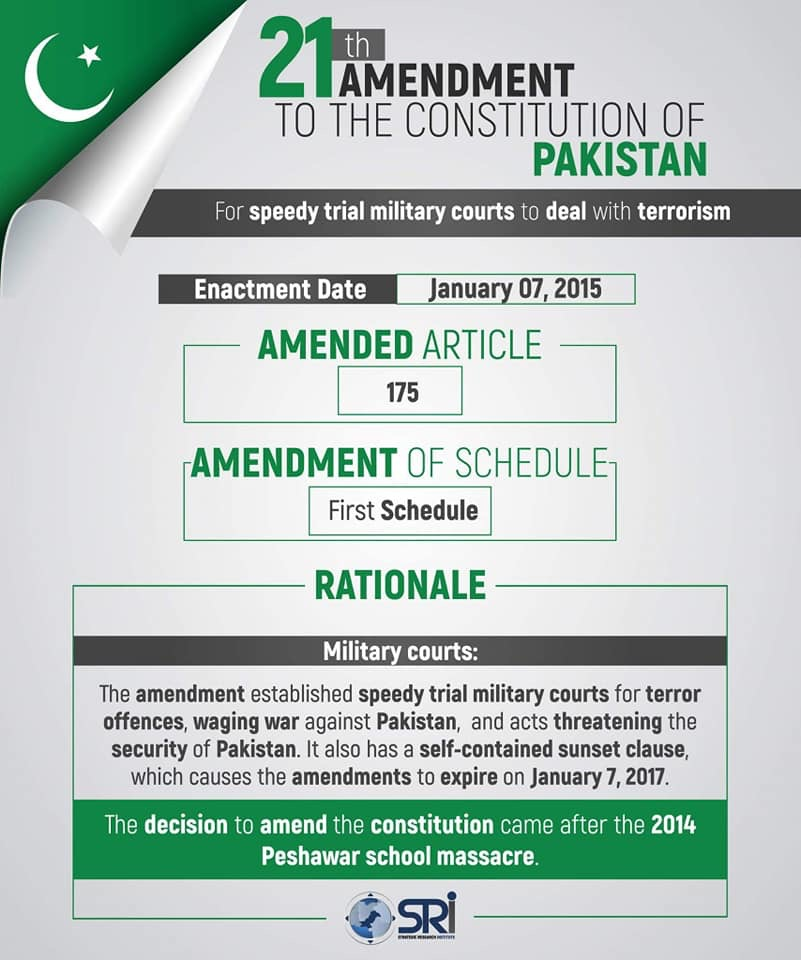 21th
AMENDMENT
TO THE CONSTITUTION OF
PAKISTAN
For speedy trial military courts to deal with terrorism
Enactment Date January 07, 2015
AMENDED ARTICLE
175
AMENDMENT OF SCHEDULE
First Schedule
RATIONALE
Military courts:
The amendment established speedy trial military courts for terror
offences, waging war against Pakistan, and acts threatening the
security of Pakistan. It also has a self-contained sunset clause,
which causes the amendments to expire on January 7, 2017.
The decision to amend the constitution came after the 2014
Peshawar school massacre.
SRi
STRATEGIC RESEARCH INSTITUTE